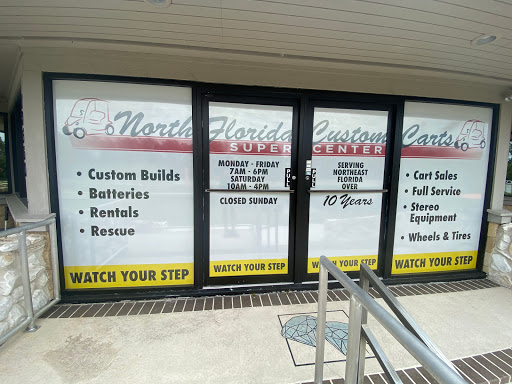 North Florida Custom Carts
SUPER CENTER
• Custom Builds
• Batteries
• Rentals
• Rescue
MONDAY - FRIDAY
7AM - 6PM
SATURDAY
10AM - 4PM
CLOSED SUNDAY
SERVING
NORTHEAST
FLORIDA
OVER
10 Years
• Cart Sales
• Full Service
• Stereo
Equipment
• Wheels & Tires
WATCH YOUR STEP
WATCH YOUR STEP
WATCH YOUR STEP
WATCH YOUR STEP